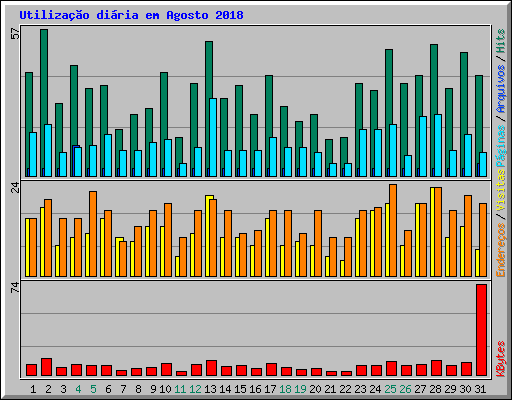 Utilização diária em Agosto 2018
57
24
74
Endereços / visitas
Páginas / Arquivos / Hits
KBytes
1 2 3 4 5 6 7 8 9 10 11 12 13 14 15 16 17 18 19 20 21 22 23 24 25 26 27 28 29 30 31